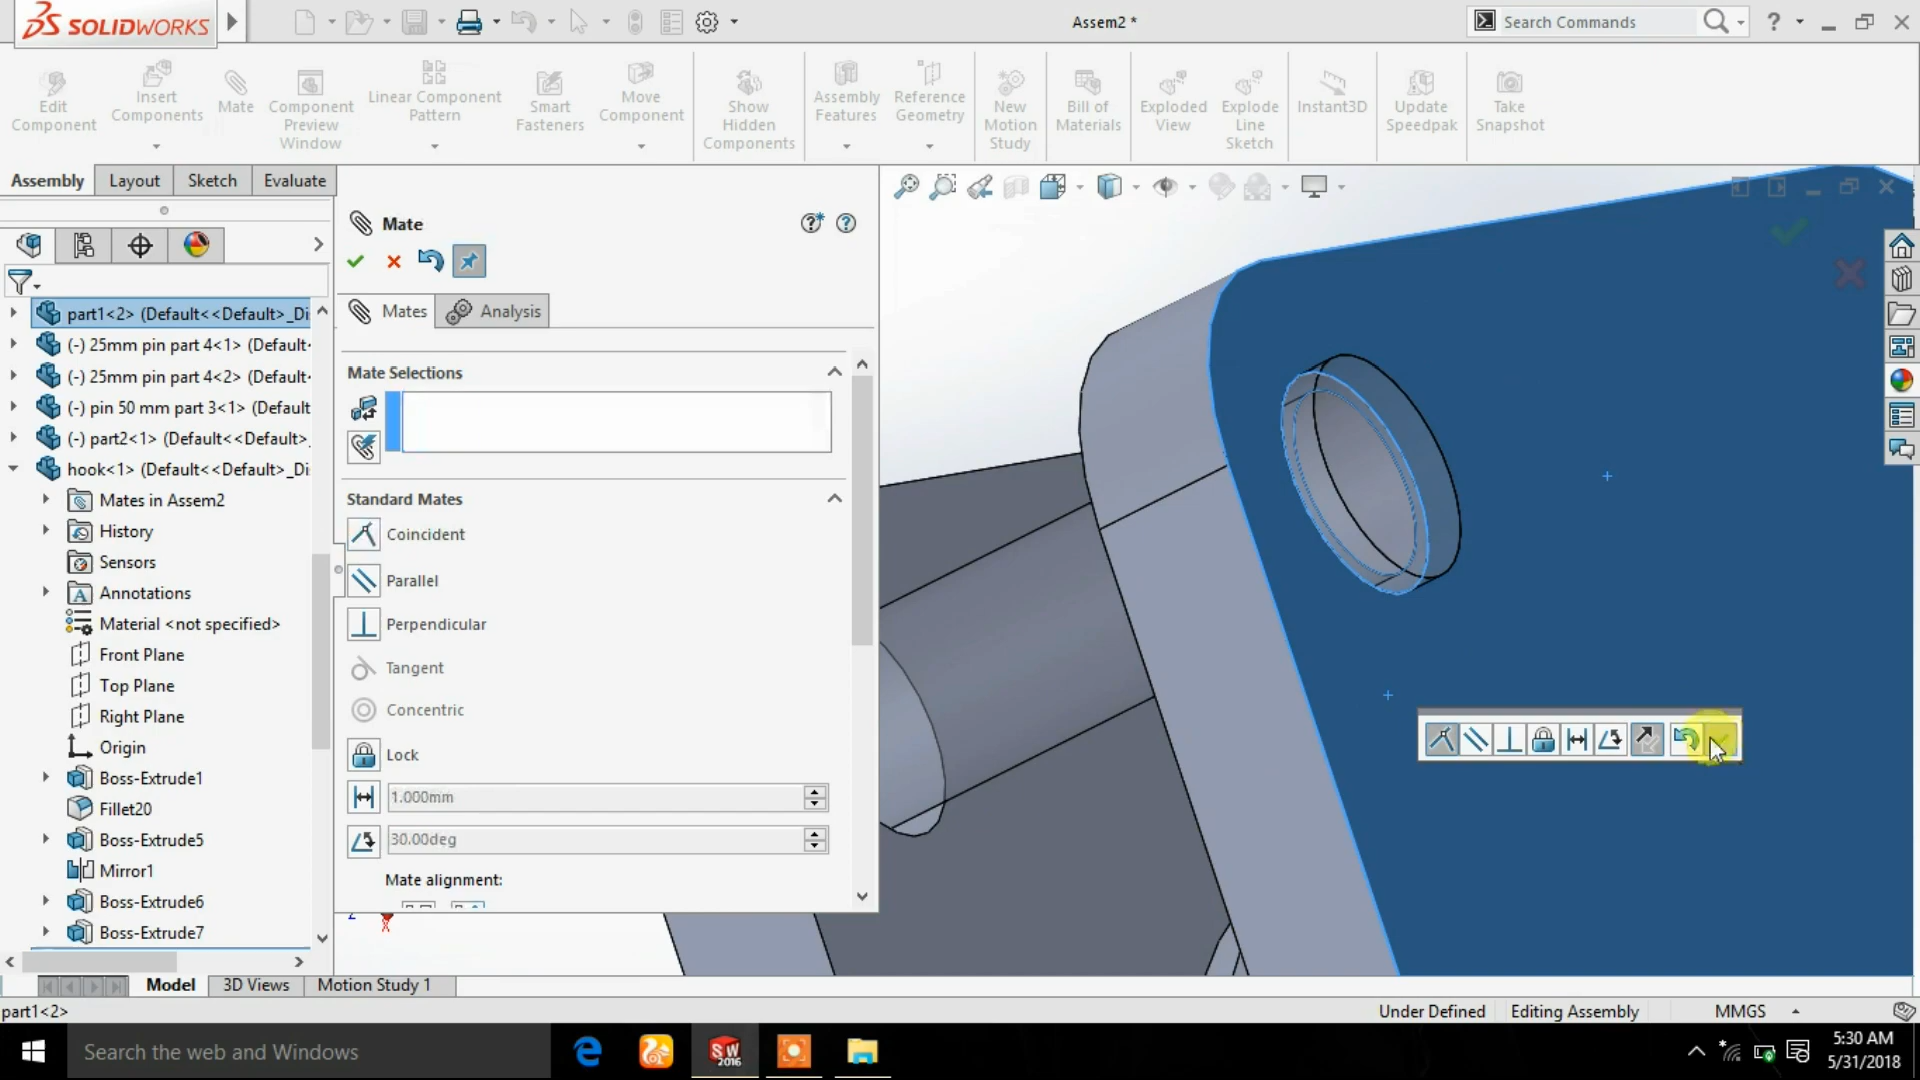 SOLIDWORKS
Assem2 *
Search Commands
Edit Component
Insert Components
Mate
Component Preview Window
Linear Component Pattern
Smart Fasteners
Move Component
Show Hidden Components
Assembly Features
Reference Geometry
New Motion Study
Bill of Materials
Exploded View
Explode Line Sketch
Instant3D
Update Speedpak
Take Snapshot
Assembly
Layout
Sketch
Evaluate
part1<2> (Default<<Default>_Di
(-) 25mm pin part 4<1> (Default
(-) 25mm pin part 4<2> (Default
(-) pin 50 mm part 3<1> (Default
(-) part2<1> (Default<<Default>
hook<1> (Default<<Default>_Di
Mates in Assem2
History
Sensors
Annotations
Material <not specified>
Front Plane
Top Plane
Right Plane
Origin
Boss-Extrude1
Fillet20
Boss-Extrude5
Mirror1
Boss-Extrude6
Boss-Extrude7
Mate
Mates
Analysis
Mate Selections
Standard Mates
Coincident
Parallel
Perpendicular
Tangent
Concentric
Lock
1.000mm
30.00deg
Mate alignment:
Z
X
Model
3D Views
Motion Study 1
part1<2>
Under Defined
Editing Assembly
MMGS
Search the web and Windows
SW
2016
5:30 AM
5/31/2018